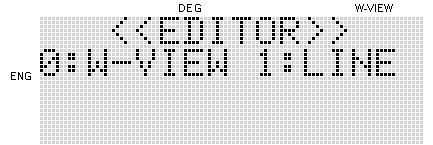 DEG W-VIEW
<<EDITOR>>
0:W-VIEW 1:LINE
ENG